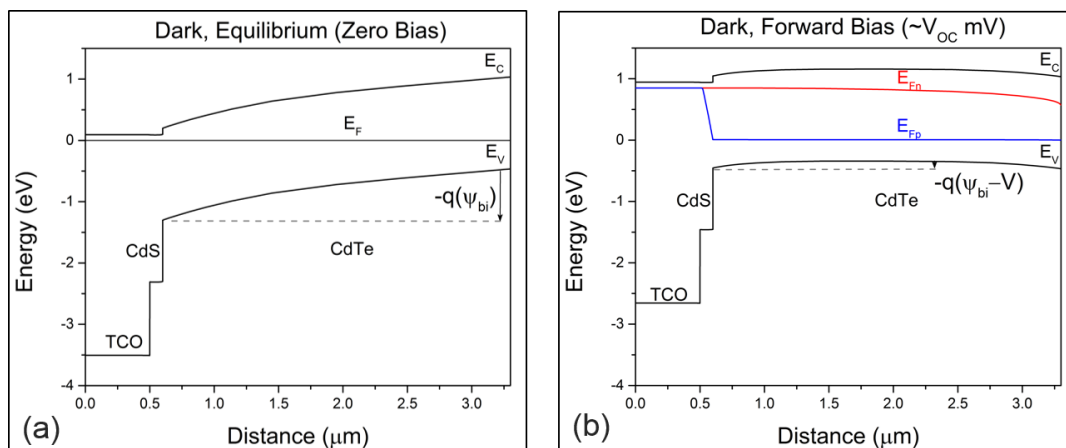 Dark, Equilibrium (Zero Bias)
E_C
1
E_F
0
E_V
-1
-q(ψ_bi)
CdS
CdTe
-2
-3
TCO
-4
Energy (eV)
0.0 0.5 1.0 1.5 2.0 2.5 3.0
(a)
Distance (μm)
Dark, Forward Bias (~V_OC mV)
E_C
1
E_Fn
E_Fp
0
E_V
CdS
-q(ψ_bi–V)
CdTe
-1
-2
TCO
-3
-4
Energy (eV)
0.0 0.5 1.0 1.5 2.0 2.5 3.0
(b)
Distance (μm)